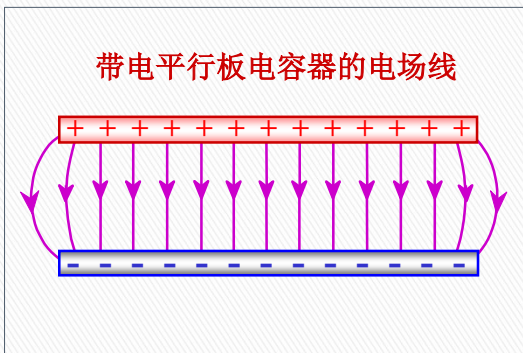 带电平行板电容器的电场线
+ + + + + + + + + + + + +
- - - - - - - - - - - - -